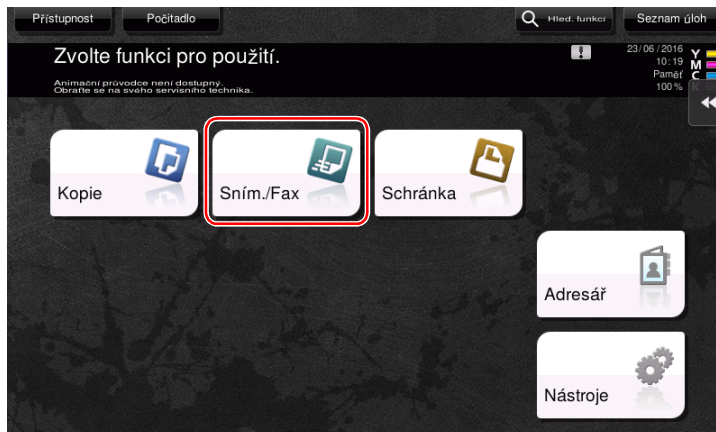 Přístupnost
Počitadlo
Hled. funkcí
Seznam úloh
Zvolte funkci pro použití.
Animační průvodce není dostupný.
Obraťte se na svého servisního technika.
23/06/2016
10:19
Paměť
100%
Y
M
C
K
Kopie
Sním./Fax
Schránka
Adresář
Nástroje